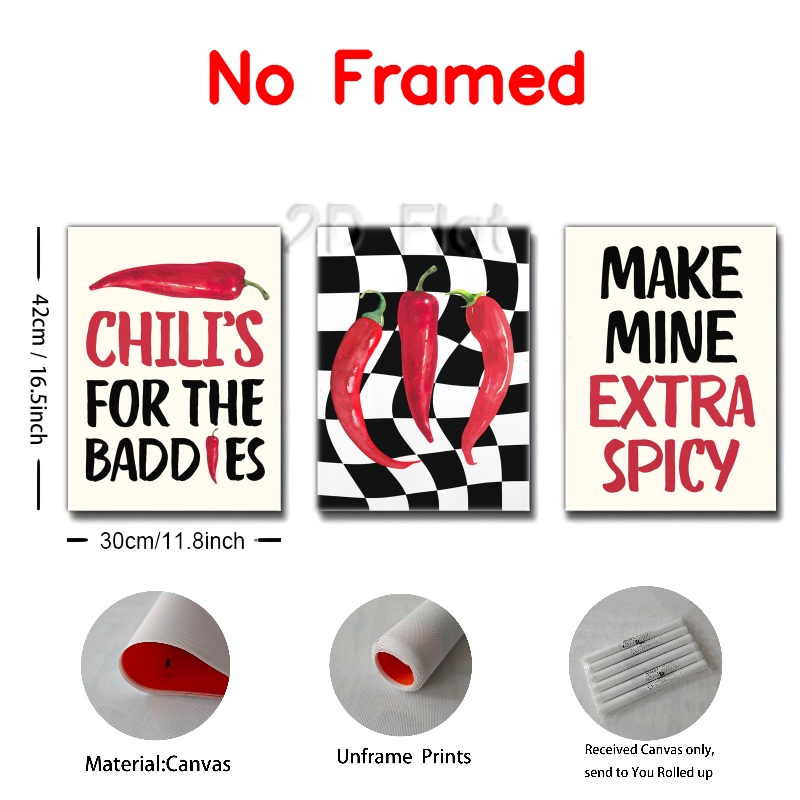 No Framed
2D Flat
CHILI'S
FOR THE
BADDIES
MAKE
MINE
EXTRA
SPICY
42cm / 16.5inch
30cm/11.8inch
Material:Canvas
Unframe Prints
Received Canvas only,
send to You Rolled up